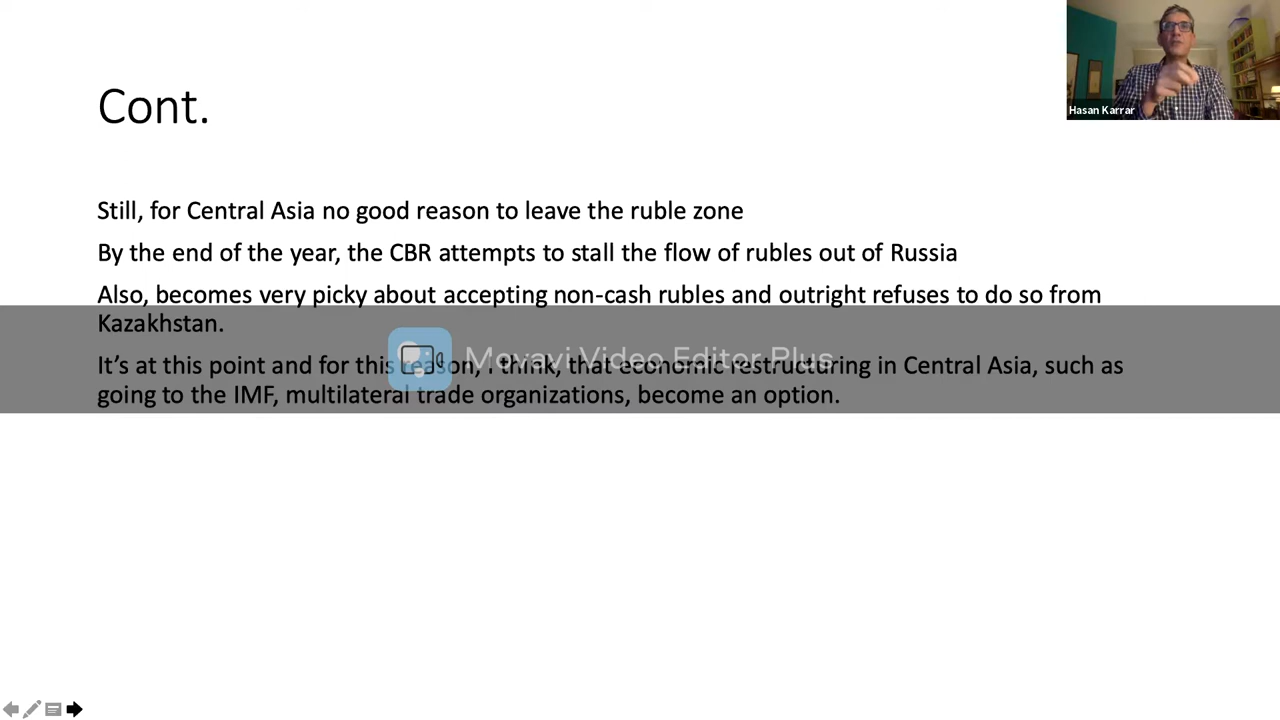 Hasan Karrar
Cont.
Still, for Central Asia no good reason to leave the ruble zone
By the end of the year, the CBR attempts to stall the flow of rubles out of Russia
Also, becomes very picky about accepting non-cash rubles and outright refuses to do so from
Kazakhstan.
It’s at this point and for this reason, I think, that economic restructuring in Central Asia, such as
going to the IMF, multilateral trade organizations, become an option.
Movavi Video Editor Plus